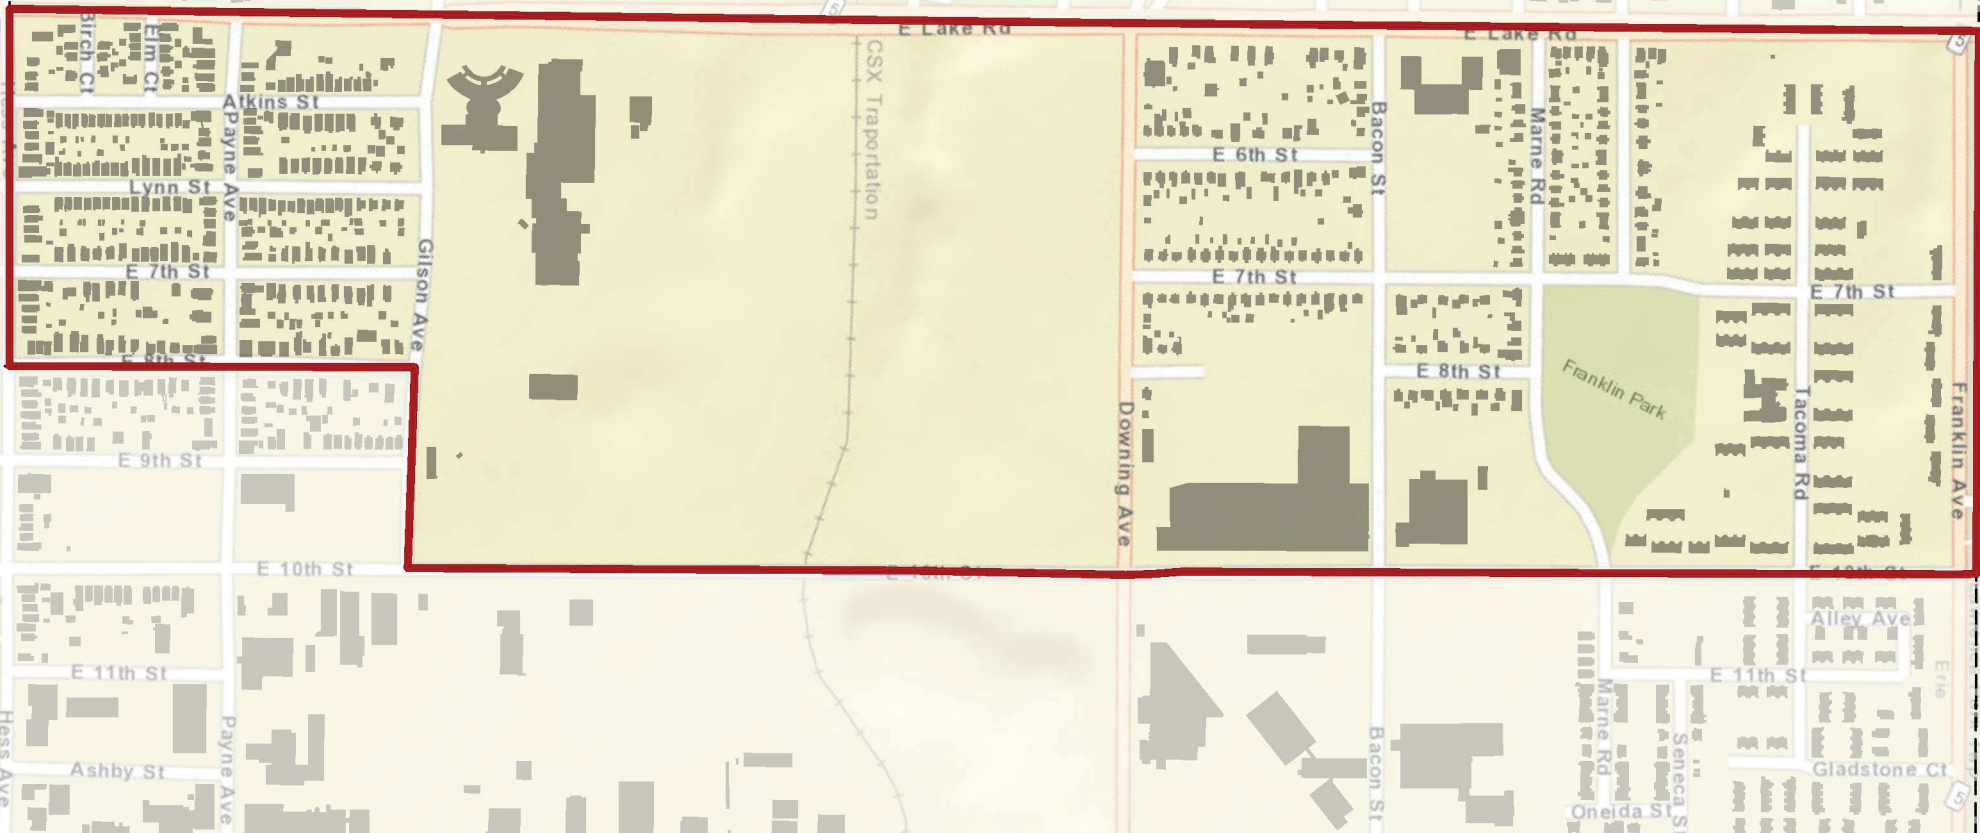 5
E Lake Rd
E Lake Rd
5
Birch Ct
Elm Ct
CSX Traportation
Atkins St
Payne Ave
Bacon St
Marne Rd
E 6th St
Lynn St
Gilson Ave
E 7th St
E 7th St
E 7th St
E 8th St
E 8th St
Franklin Park
Tacoma Rd
Franklin Ave
Downing Ave
E 9th St
E 10th St
E 10th St
E 10th St
Alley Ave
E 11th St
E 11th St
Erie
Hess Ave
Payne Ave
Bacon St
Marne Rd
Ashby St
Gladstone Ct
5
Oneida St